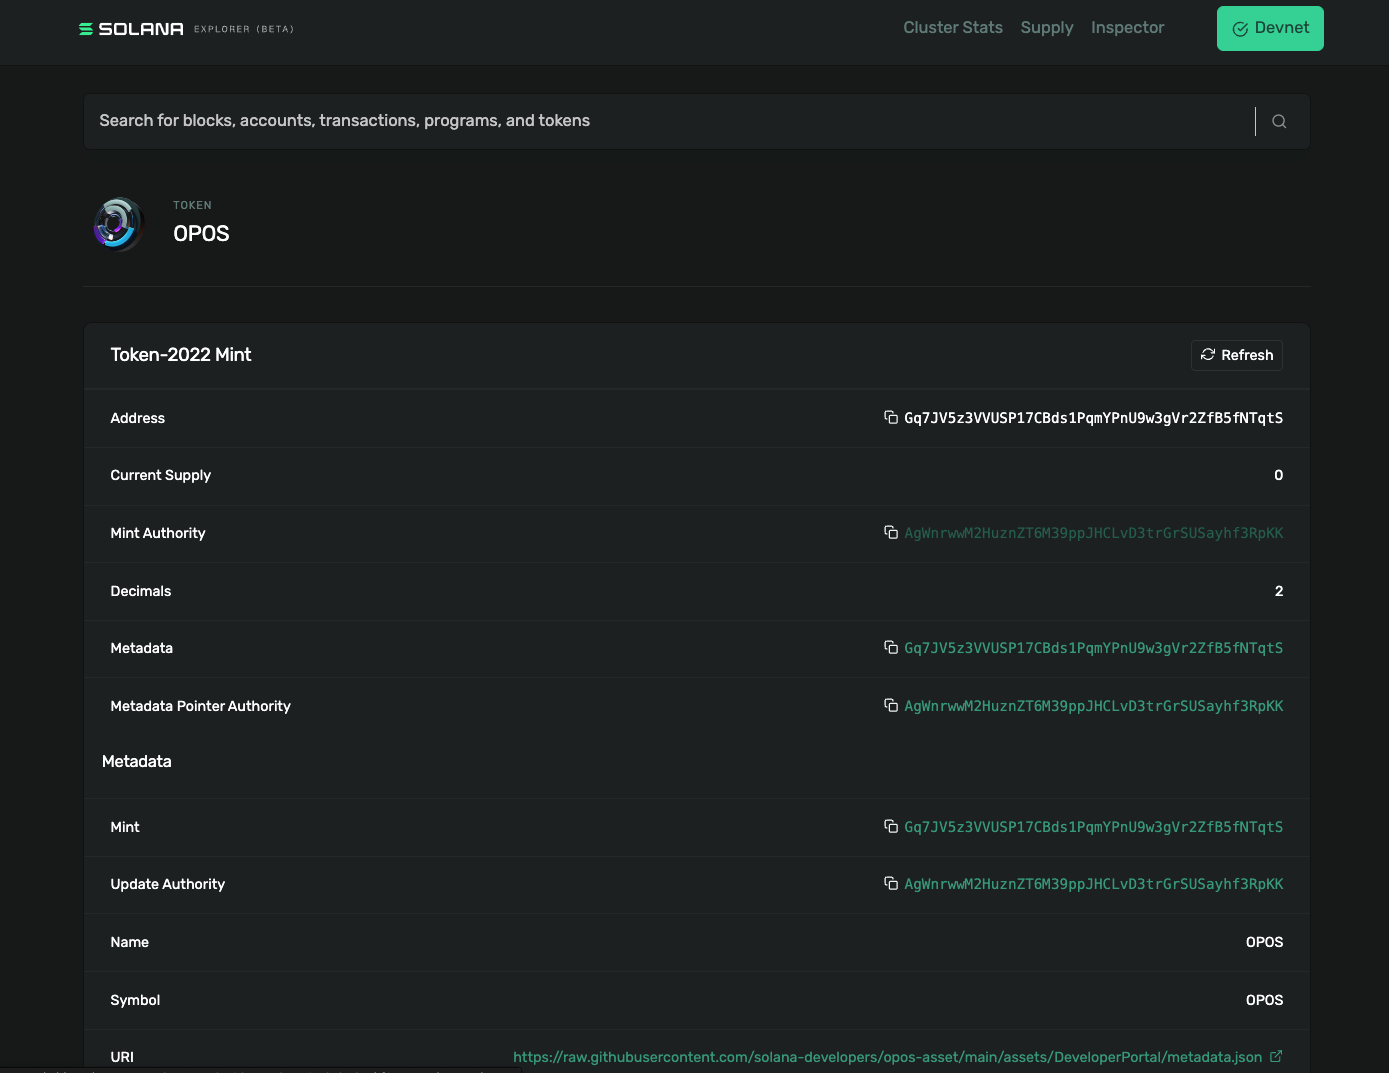 SOLANA EXPLORER (BETA) Cluster Stats Supply Inspector Devnet
Search for blocks, accounts, transactions, programs, and tokens
TOKEN
OPOS
Token-2022 Mint Refresh
Address Gq7JV5z3VVUSP17CBds1PqmYPnU9w3gVr2ZfB5fNTqtS
Current Supply 0
Mint Authority AgWnrwwM2HuznZT6M39ppJHCLvD3trGrSUSayhf3RpKK
Decimals 2
Metadata Gq7JV5z3VVUSP17CBds1PqmYPnU9w3gVr2ZfB5fNTqtS
Metadata Pointer Authority AgWnrwwM2HuznZT6M39ppJHCLvD3trGrSUSayhf3RpKK
Metadata
Mint Gq7JV5z3VVUSP17CBds1PqmYPnU9w3gVr2ZfB5fNTqtS
Update Authority AgWnrwwM2HuznZT6M39ppJHCLvD3trGrSUSayhf3RpKK
Name OPOS
Symbol OPOS
URI https://raw.githubusercontent.com/solana-developers/opos-asset/main/assets/DeveloperPortal/metadata.json